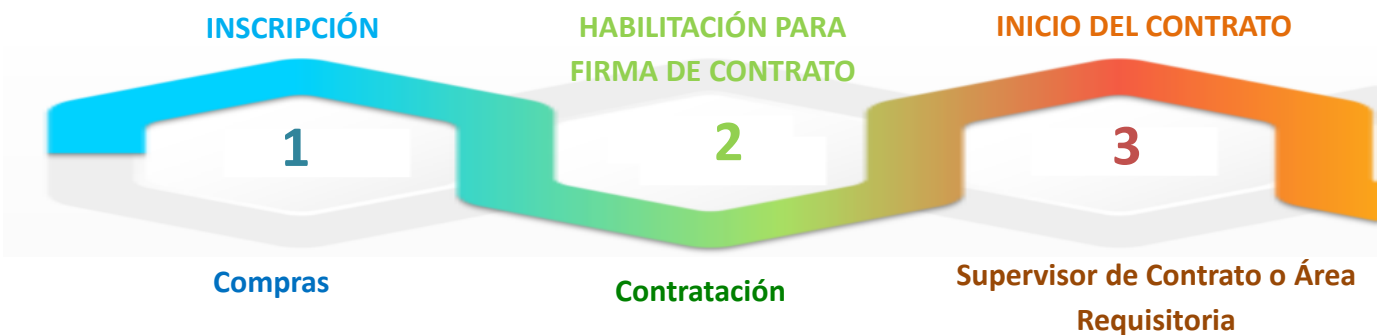 INSCRIPCIÓN
HABILITACIÓN PARA
FIRMA DE CONTRATO
INICIO DEL CONTRATO
1
2
3
Compras
Contratación
Supervisor de Contrato o Área
Requisitoria